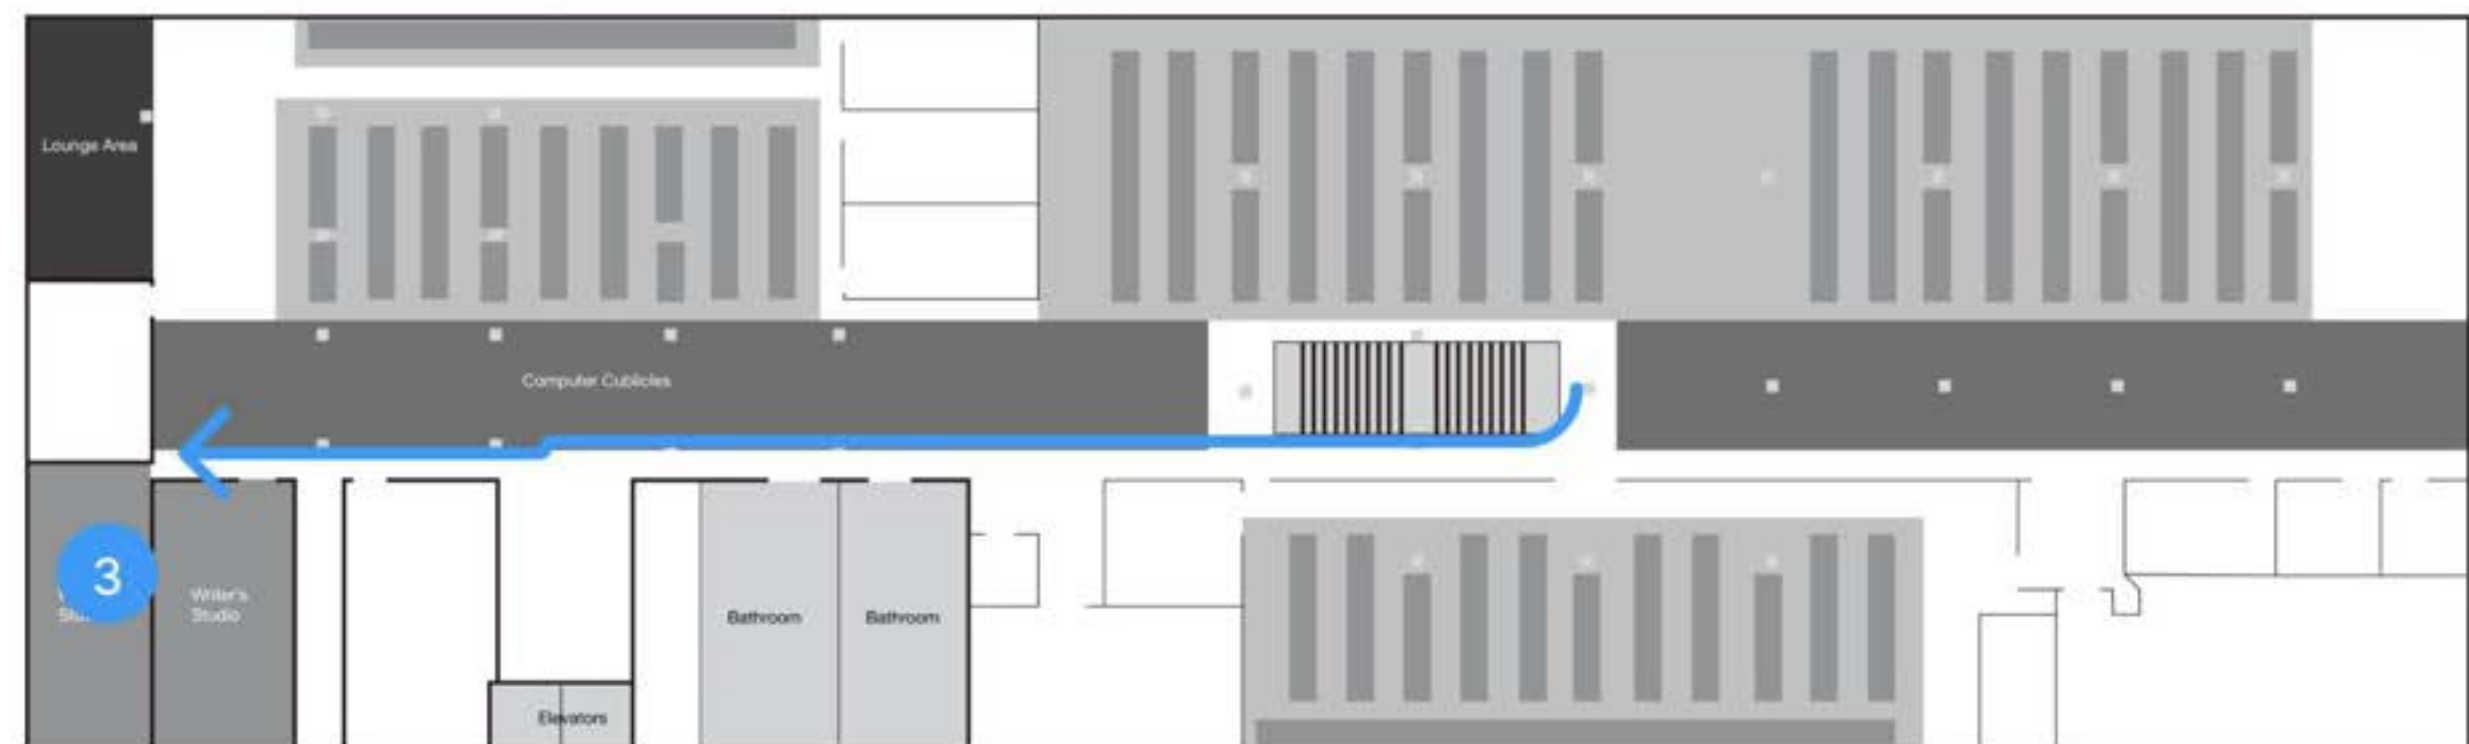 Lounge Area
Computer Cubicles
3
Writer's
Studio
Bathroom
Bathroom
Elevators